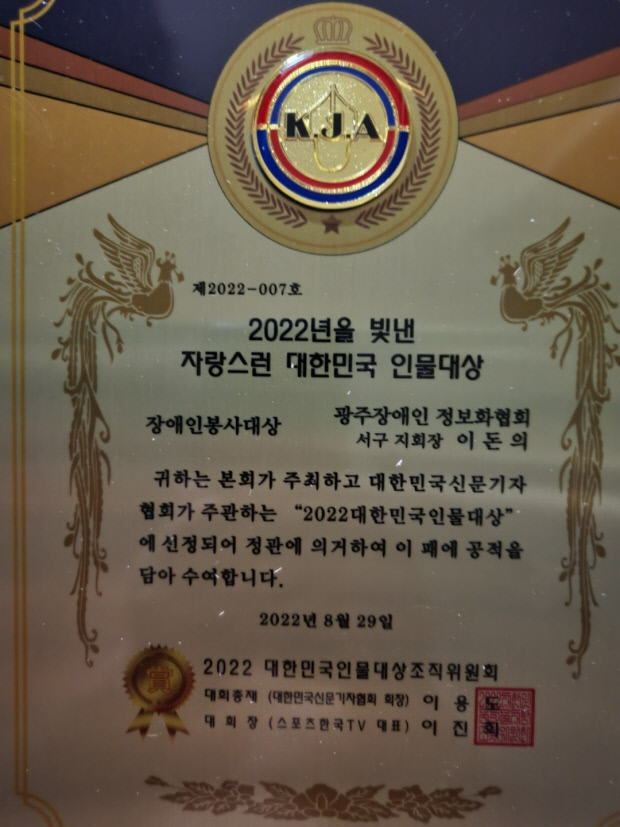 K.J.A
제2022-007호
2022년을 빛낸
자랑스런 대한민국 인물대상
장애인봉사대상
광주장애인 정보화협회
서구 지회장 이 돈 의
귀하는 본회가 주최하고 대한민국신문기자
협회가 주관하는 “2022대한민국인물대상”
에 선정되어 정관에 의거하여 이 패에 공적을
담아 수여합니다.
2022년 8월 29일
賞
2022 대한민국인물대상조직위원회
대회총재 (대한민국신문기자협회 회장) 이 용 도
대 회 장 (스포츠한국TV 대표) 이 진 희